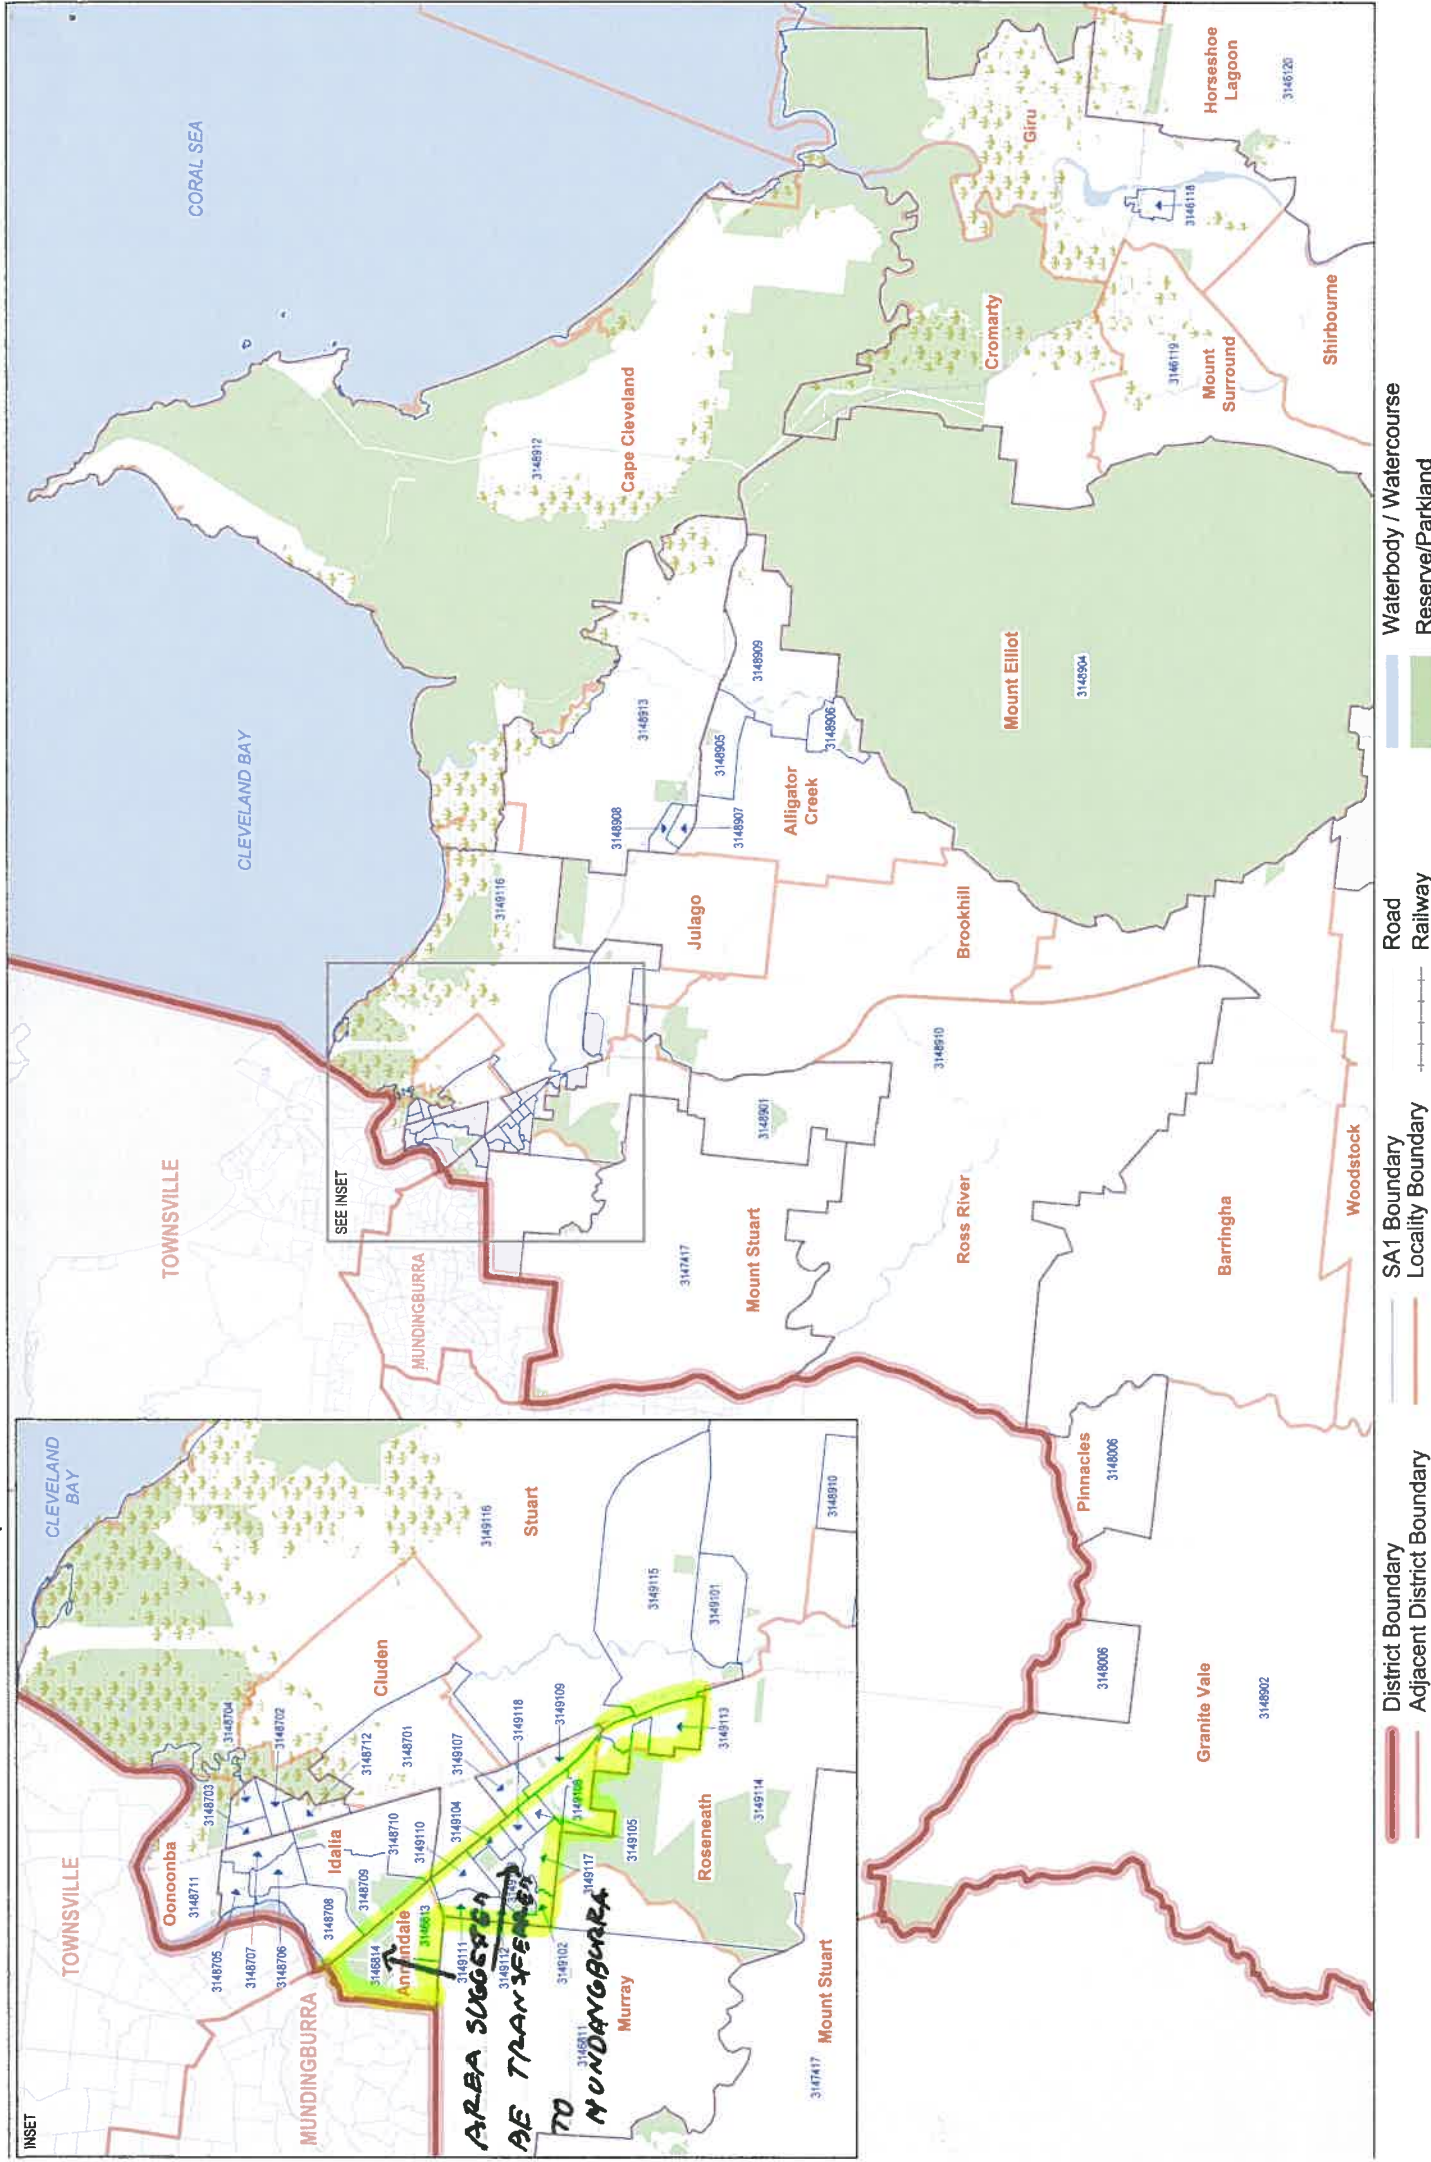 INSET
CLEVELAND
BAY
TOWNSVILLE
MUNDINGBURRA
Oonoonba
3148711
3148703
3148704
3148702
3148705
3148707
3148706
3148708
Idalia
3148709
3148710
3148712
3148701
Cluden
3149116
Stuart
3146814
Annandale
3146813
3149110
3149104
3149107
3149118
3149109
3149111
3149112
3149102
3149117
3149108
3149105
3149113
3149114
3149115
3149101
3148910
Roseneath
Murray
3146811
Mount Stuart
3147417
AREA SUGGESTED
BE TRANSFERRED
TO
MUNDANGBURRA
TOWNSVILLE
MUNDINGBURRA
SEE INSET
CLEVELAND BAY
CORAL SEA
3149116
3148912
Cape Cleveland
3148913
3148908
3148907
3148905
3148909
3148906
Alligator
Creek
Julago
Brookhill
Mount Elliot
3148904
Cromarty
Giru
Horseshoe
Lagoon
3146120
3146118
3146119
Mount
Surround
Shirbourne
3147417
Mount Stuart
3148901
3148910
Ross River
Barringha
Woodstock
Pinnacles
3148006
3148006
Granite Vale
3148902
District Boundary
Adjacent District Boundary
SA1 Boundary
Locality Boundary
Road
Railway
Waterbody / Watercourse
Reserve/Parkland